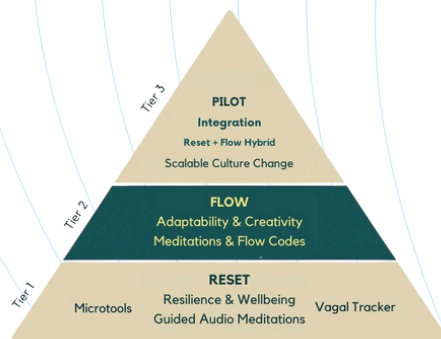 Tier 3
PILOT
Integration
Reset + Flow Hybrid
Scalable Culture Change
Tier 2
FLOW
Adaptability & Creativity
Meditations & Flow Codes
Tier 1
RESET
Resilience & Wellbeing
Microtools
Guided Audio Meditations
Vagal Tracker